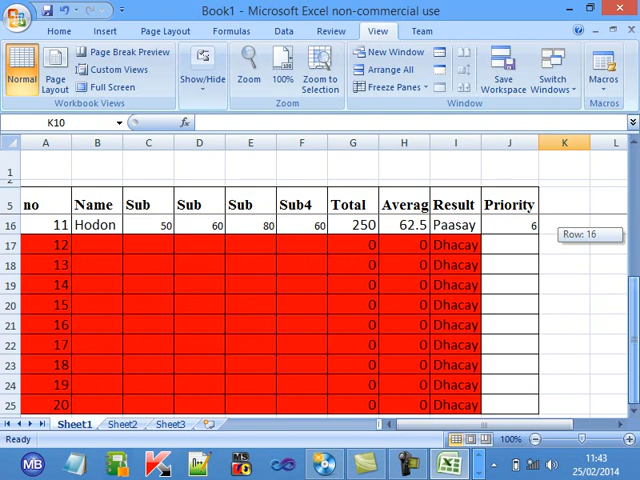 Book1 - Microsoft Excel non-commercial use
Home Insert Page Layout Formulas Data Review View Team
Normal
Page Layout
Page Break Preview
Custom Views
Full Screen
Workbook Views
Show/Hide
Zoom
100%
Zoom to Selection
Zoom
New Window
Arrange All
Freeze Panes
Save Workspace
Switch Windows
Window
Macros
Macros
K10 fx
A B C D E F G H I J K L
1
2
5 no Name Sub Sub Sub Sub4 Total Averag Result Priority
16 11 Hodon 50 60 80 60 250 62.5 Paasay 6
Row: 16
17 12 0 0 Dhacay
18 13 0 0 Dhacay
19 14 0 0 Dhacay
20 15 0 0 Dhacay
21 16 0 0 Dhacay
22 17 0 0 Dhacay
23 18 0 0 Dhacay
24 19 0 0 Dhacay
25 20 0 0 Dhacay
Sheet1 Sheet2 Sheet3
Ready 100%
MB
MS
11:43
25/02/2014